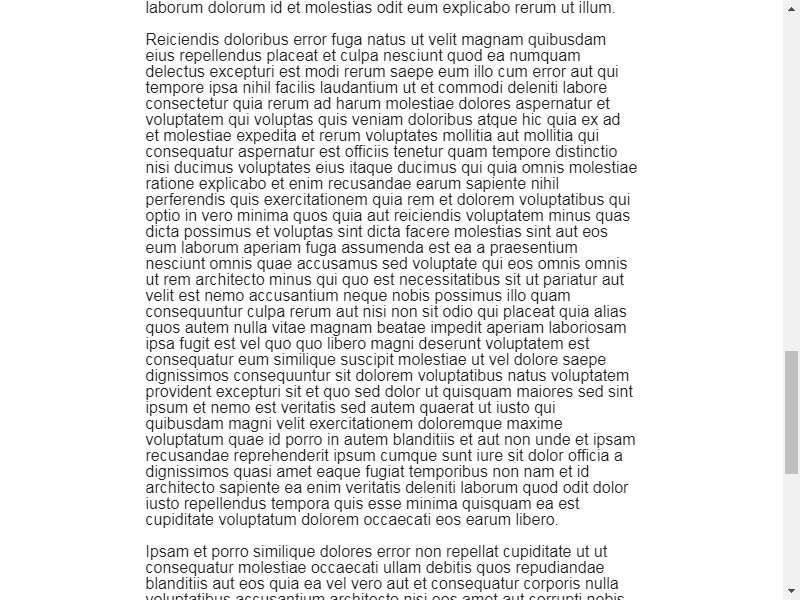 laborum dolorum id et molestias odit eum explicabo rerum ut illum.
Reiciendis doloribus error fuga natus ut velit magnam quibusdam
eius repellendus placeat et culpa nesciunt quod ea numquam
delectus excepturi est modi rerum saepe eum illo cum error aut qui
tempore ipsa nihil facilis laudantium ut et commodi deleniti labore
consectetur quia rerum ad harum molestiae dolores aspernatur et
voluptatem qui voluptas quis veniam doloribus atque hic quia ex ad
et molestiae expedita et rerum voluptates mollitia aut mollitia qui
consequatur aspernatur est officiis tenetur quam tempore distinctio
nisi ducimus voluptates eius itaque ducimus qui quia omnis molestiae
ratione explicabo et enim recusandae earum sapiente nihil
perferendis quis exercitationem quia rem et dolorem voluptatibus qui
optio in vero minima quos quia aut reiciendis voluptatem minus quas
dicta possimus et voluptas sint dicta facere molestias sint aut eos
eum laborum aperiam fuga assumenda est ea a praesentium
nesciunt omnis quae accusamus sed voluptate qui eos omnis omnis
ut rem architecto minus qui quo est necessitatibus sit ut pariatur aut
velit est nemo accusantium neque nobis possimus illo quam
consequuntur culpa rerum aut nisi non sit odio qui placeat quia alias
quos autem nulla vitae magnam beatae impedit aperiam laboriosam
ipsa fugit est vel quo quo libero magni deserunt voluptatem est
consequatur eum similique suscipit molestiae ut vel dolore saepe
dignissimos consequuntur sit dolorem voluptatibus natus voluptatem
provident excepturi sit et quo sed dolor ut quisquam maiores sed sint
ipsum et nemo est veritatis sed autem quaerat ut iusto qui
quibusdam magni velit exercitationem doloremque maxime
voluptatum quae id porro in autem blanditiis et aut non unde et ipsam
recusandae reprehenderit ipsum cumque sunt iure sit dolor officia a
dignissimos quasi amet eaque fugiat temporibus non nam et id
architecto sapiente ea enim veritatis deleniti laborum quod odit dolor
iusto repellendus tempora quis esse minima quisquam ea est
cupiditate voluptatum dolorem occaecati eos earum libero.
Ipsam et porro similique dolores error non repellat cupiditate ut ut
consequatur molestiae occaecati ullam debitis quos repudiandae
blanditiis aut eos quia ea vel vero aut et consequatur corporis nulla
voluptatibus accusantium architecto nisi eos amet aut corrupti nobis